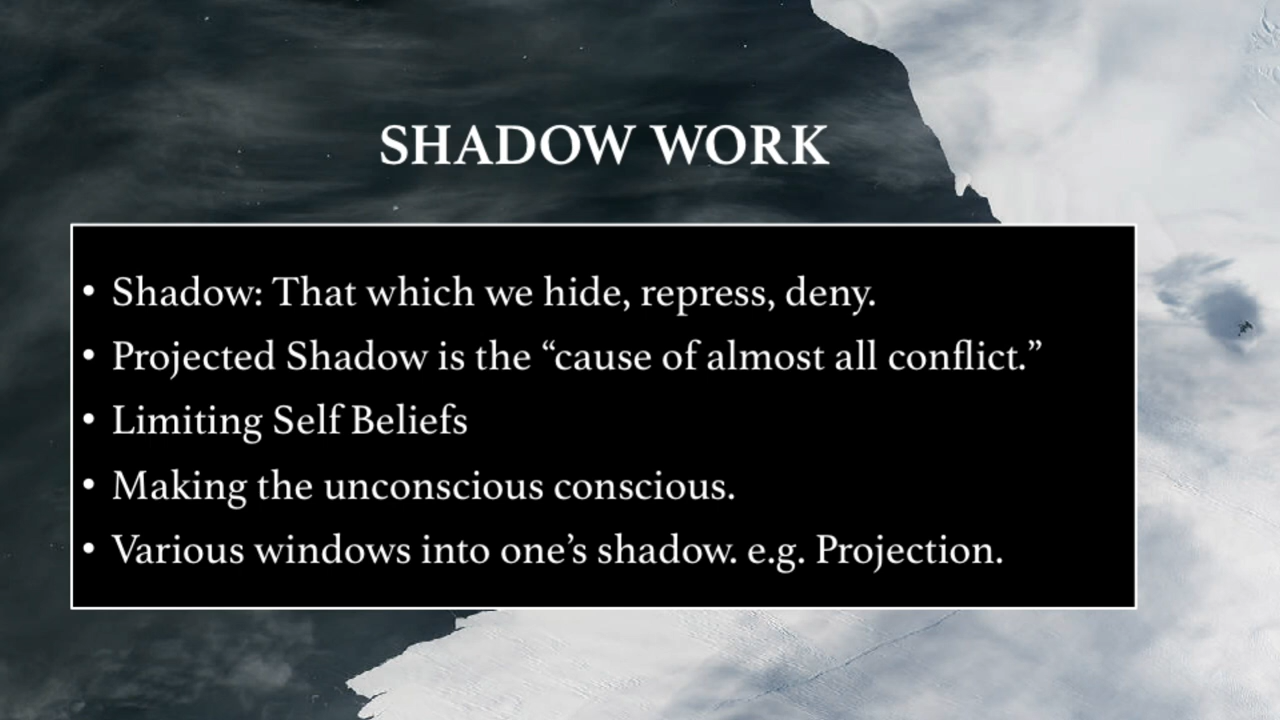 SHADOW WORK
• Shadow: That which we hide, repress, deny.
• Projected Shadow is the “cause of almost all conflict.”
• Limiting Self Beliefs
• Making the unconscious conscious.
• Various windows into one’s shadow. e.g. Projection.